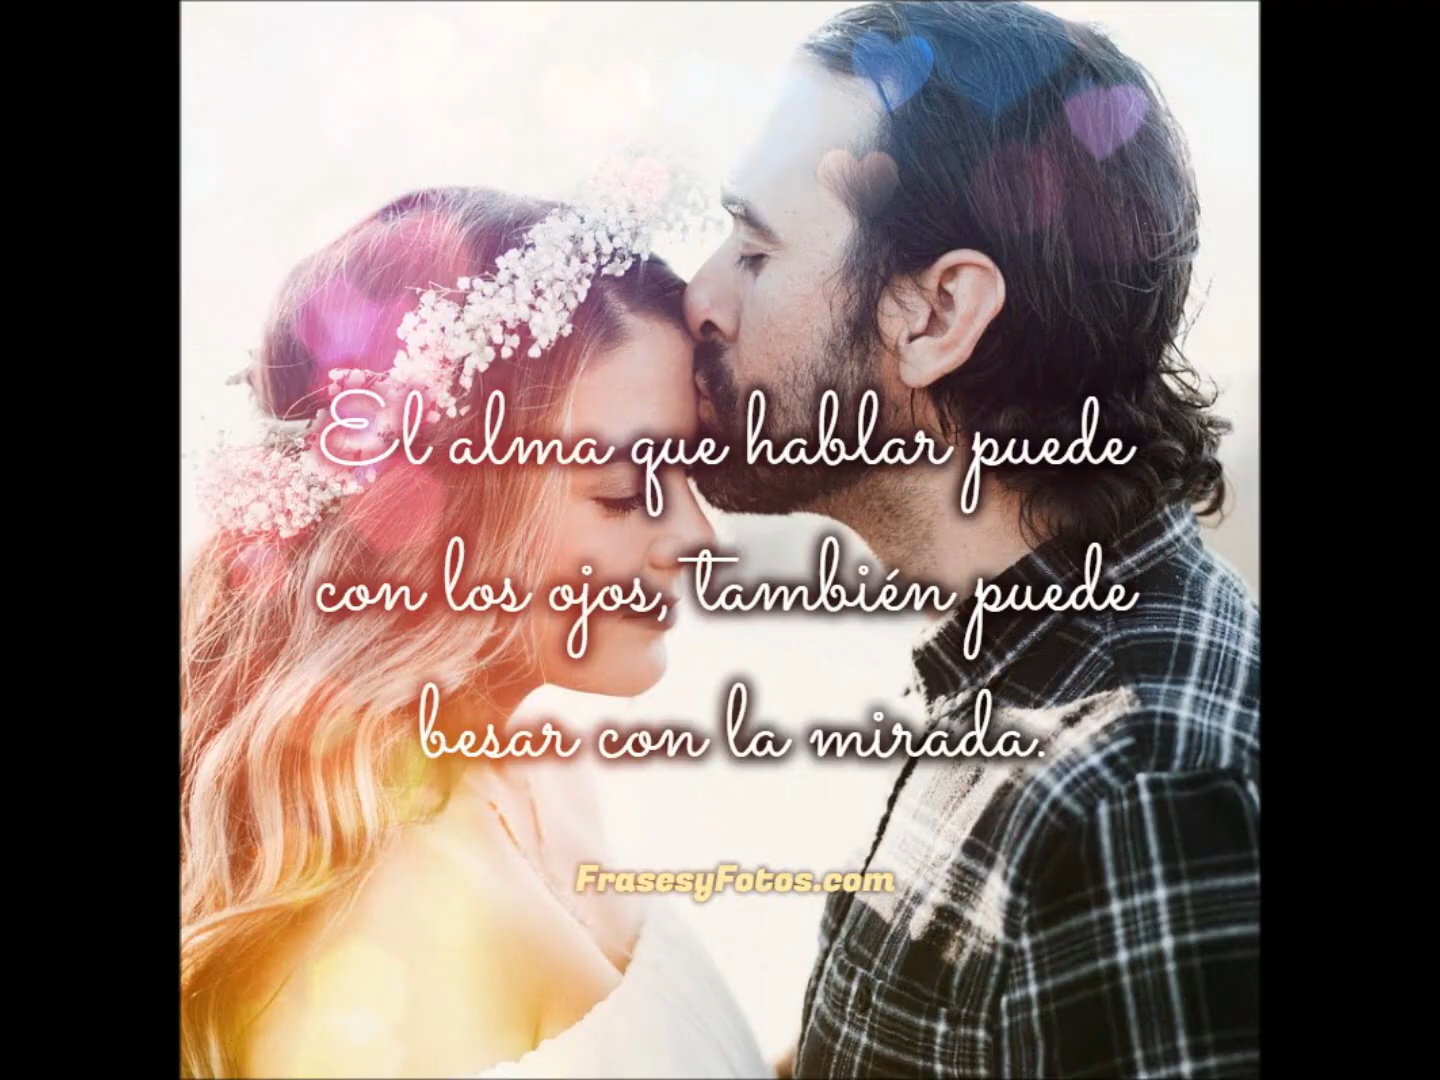 El alma que hablar puede
con los ojos, también puede
besar con la mirada.
FrasesyFotos.com